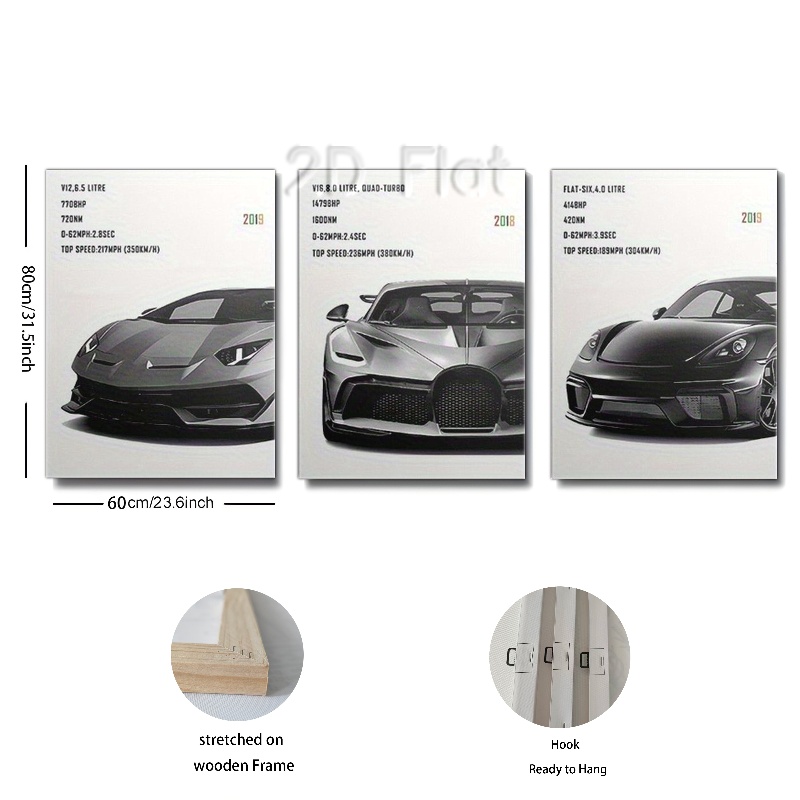 2D Flat
V12,6.5 LITRE
770BHP
720NM
0-62MPH:2.8SEC
TOP SPEED:217MPH (350KM/H)
2019
V16,8.0 LITRE, QUAD-TURBO
1479BHP
1600NM
0-62MPH:2.4SEC
TOP SPEED:236MPH (380KM/H)
2018
FLAT-SIX,4.0 LITRE
414BHP
420NM
0-62MPH:3.9SEC
TOP SPEED:189MPH (304KM/H)
2019
80cm/31.5inch
60cm/23.6inch
stretched on
wooden Frame
Hook
Ready to Hang